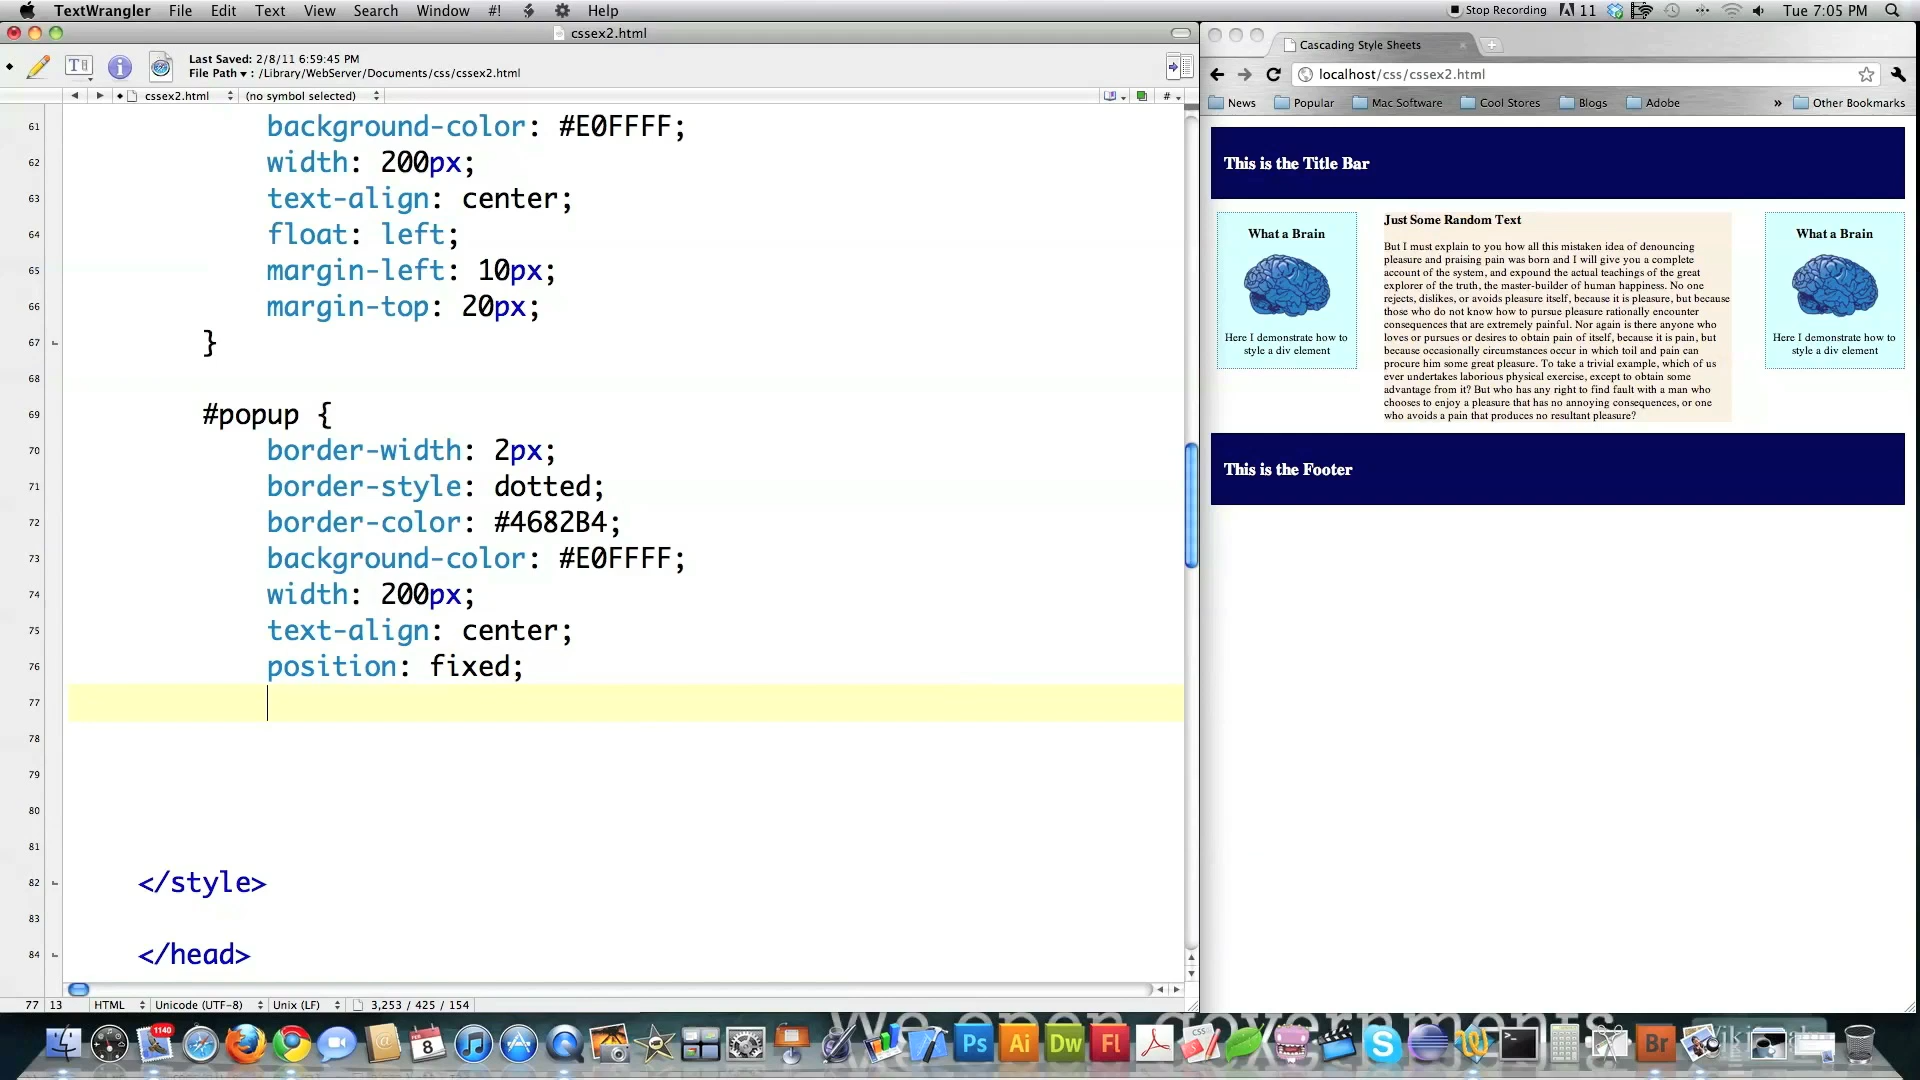 TextWrangler File Edit Text View Search Window #! Help
Stop Recording 11 Tue 7:05 PM
cssex2.html
Last Saved: 2/8/11 6:59:45 PM
File Path ▾ : /Library/WebServer/Documents/css/cssex2.html
cssex2.html (no symbol selected) #
61 background-color: #E0FFFF;
62 width: 200px;
63 text-align: center;
64 float: left;
65 margin-left: 10px;
66 margin-top: 20px;
67 }
68
69 #popup {
70 border-width: 2px;
71 border-style: dotted;
72 border-color: #4682B4;
73 background-color: #E0FFFF;
74 width: 200px;
75 text-align: center;
76 position: fixed;
77
78
79
80
81
82 </style>
83
84 </head>
77 13 HTML Unicode (UTF-8) Unix (LF) 3,253 / 425 / 154
Cascading Style Sheets
localhost/css/cssex2.html
News Popular Mac Software Cool Stores Blogs Adobe » Other Bookmarks
This is the Title Bar
What a Brain
Here I demonstrate how to
style a div element
Just Some Random Text
But I must explain to you how all this mistaken idea of denouncing
pleasure and praising pain was born and I will give you a complete
account of the system, and expound the actual teachings of the great
explorer of the truth, the master-builder of human happiness. No one
rejects, dislikes, or avoids pleasure itself, because it is pleasure, but because
those who do not know how to pursue pleasure rationally encounter
consequences that are extremely painful. Nor again is there anyone who
loves or pursues or desires to obtain pain of itself, because it is pain, but
because occasionally circumstances occur in which toil and pain can
procure him some great pleasure. To take a trivial example, which of us
ever undertakes laborious physical exercise, except to obtain some
advantage from it? But who has any right to find fault with a man who
chooses to enjoy a pleasure that has no annoying consequences, or one
who avoids a pain that produces no resultant pleasure?
What a Brain
Here I demonstrate how to
style a div element
This is the Footer
We open governments
1140 8 Ps Ai Dw Fl CSS Br